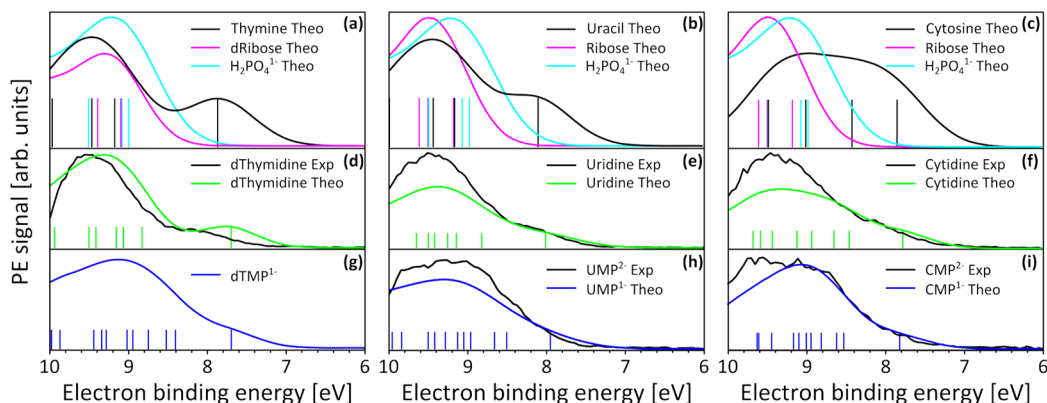 Thymine Theo (a)
dRibose Theo
H₂PO₄¹⁻ Theo
Uracil Theo (b)
Ribose Theo
H₂PO₄¹⁻ Theo
Cytosine Theo (c)
Ribose Theo
H₂PO₄¹⁻ Theo
PE signal [arb. units]
dThymidine Exp (d)
dThymidine Theo
Uridine Exp (e)
Uridine Theo
Cytidine Exp (f)
Cytidine Theo
dTMP¹⁻ (g)
UMP²⁻ Exp (h)
UMP¹⁻ Theo
CMP²⁻ Exp (i)
CMP¹⁻ Theo
10 9 8 7 6
10 9 8 7 6
10 9 8 7 6
Electron binding energy [eV]
Electron binding energy [eV]
Electron binding energy [eV]